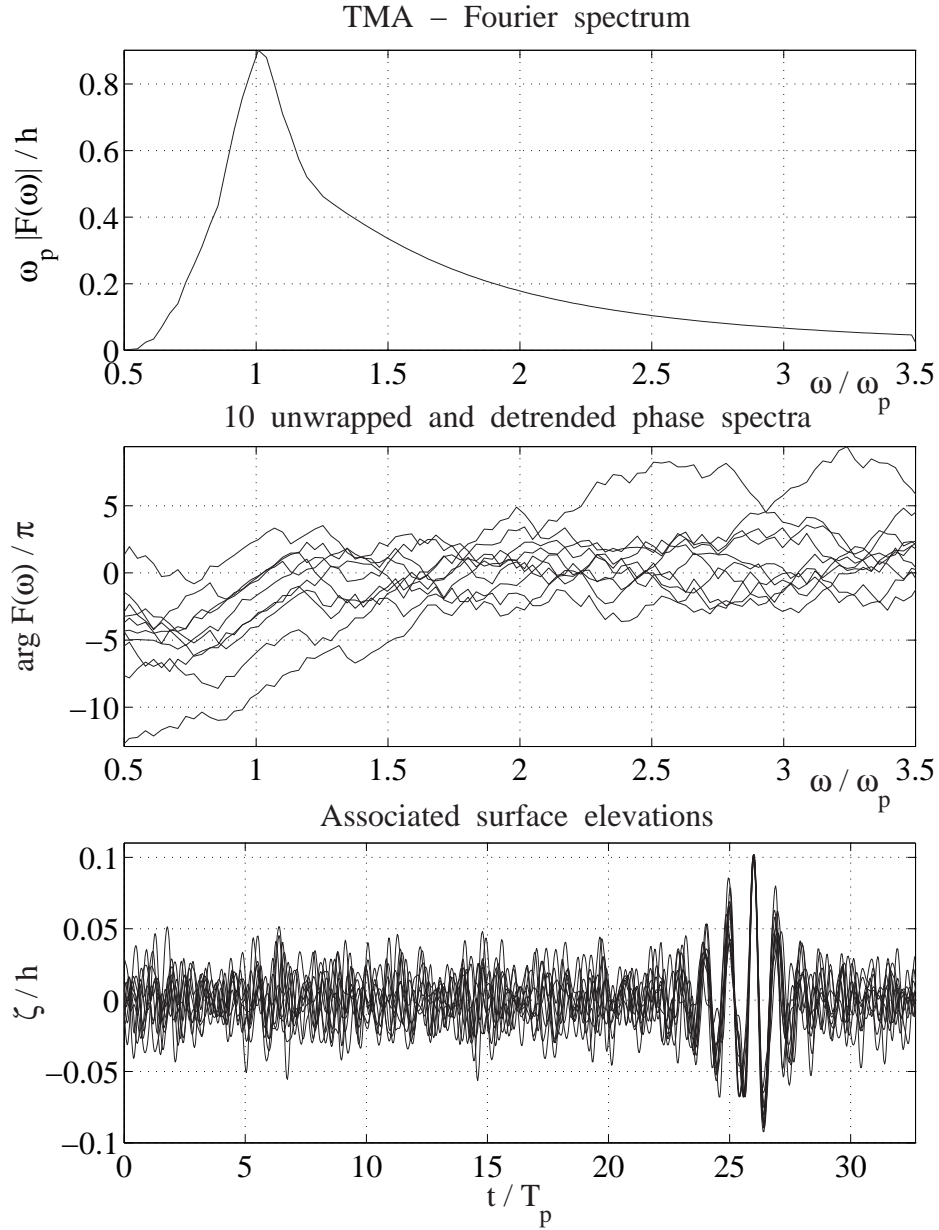 TMA – Fourier spectrum
ω_p |F(ω)| / h
0.8
0.6
0.4
0.2
0
0.5 1 1.5 2 2.5 3 3.5
ω / ω_p
10 unwrapped and detrended phase spectra
arg F(ω) / π
5
0
−5
−10
0.5 1 1.5 2 2.5 3 3.5
ω / ω_p
Associated surface elevations
ζ / h
0.1
0.05
0
−0.05
−0.1
0 5 10 15 20 25 30
t / T_p